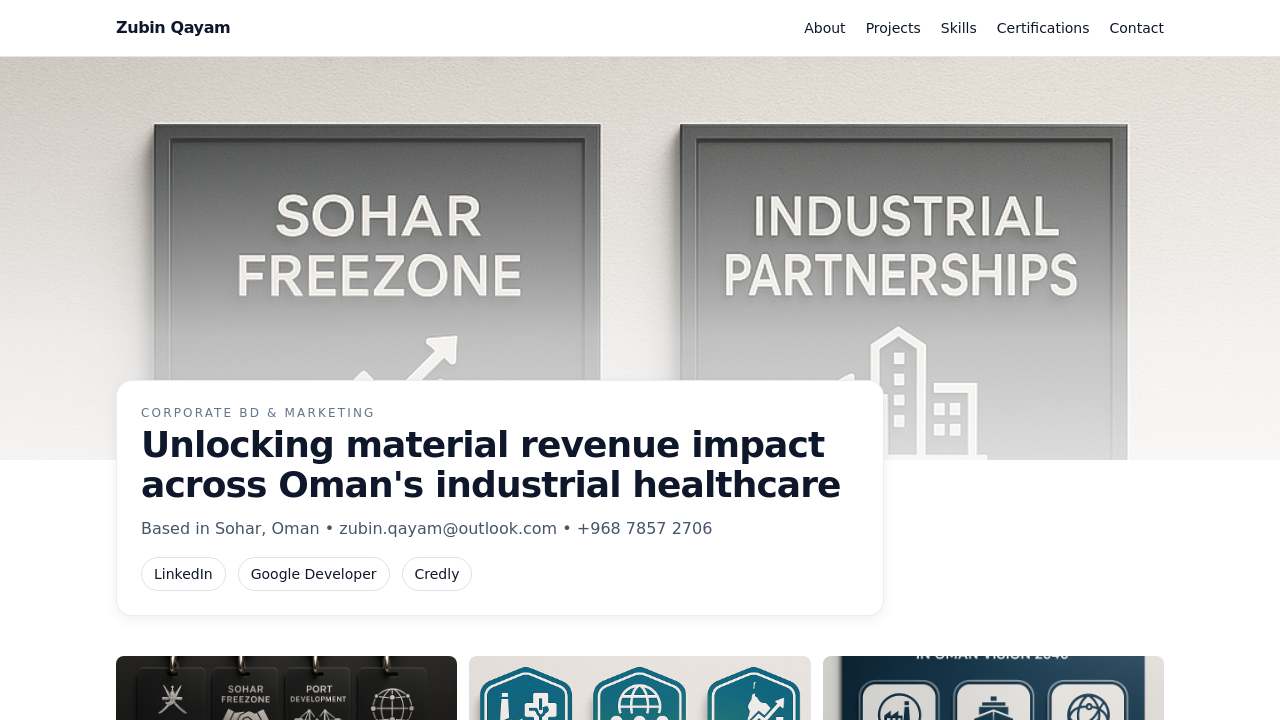 Zubin Qayam
About Projects Skills Certifications Contact
SOHAR
FREEZONE
INDUSTRIAL
PARTNERSHIPS
CORPORATE BD & MARKETING
Unlocking material revenue impact
across Oman's industrial healthcare
Based in Sohar, Oman • zubin.qayam@outlook.com • +968 7857 2706
LinkedIn Google Developer Credly
SOHAR
FREEZONE
PORT
DEVELOPMENT
IN OMAN VISION 2040